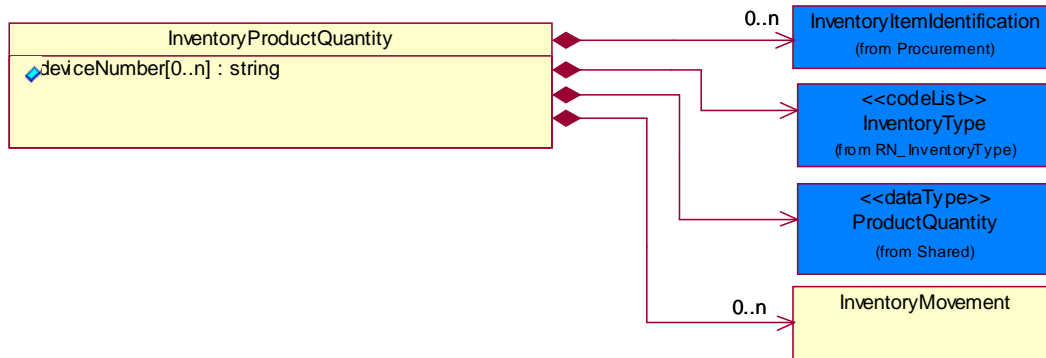 InventoryProductQuantity
deviceNumber[0..n] : string
0..n
InventoryItemIdentification
(from Procurement)
<<codeList>>
InventoryType
(from RN_InventoryType)
<<dataType>>
ProductQuantity
(from Shared)
0..n
InventoryMovement